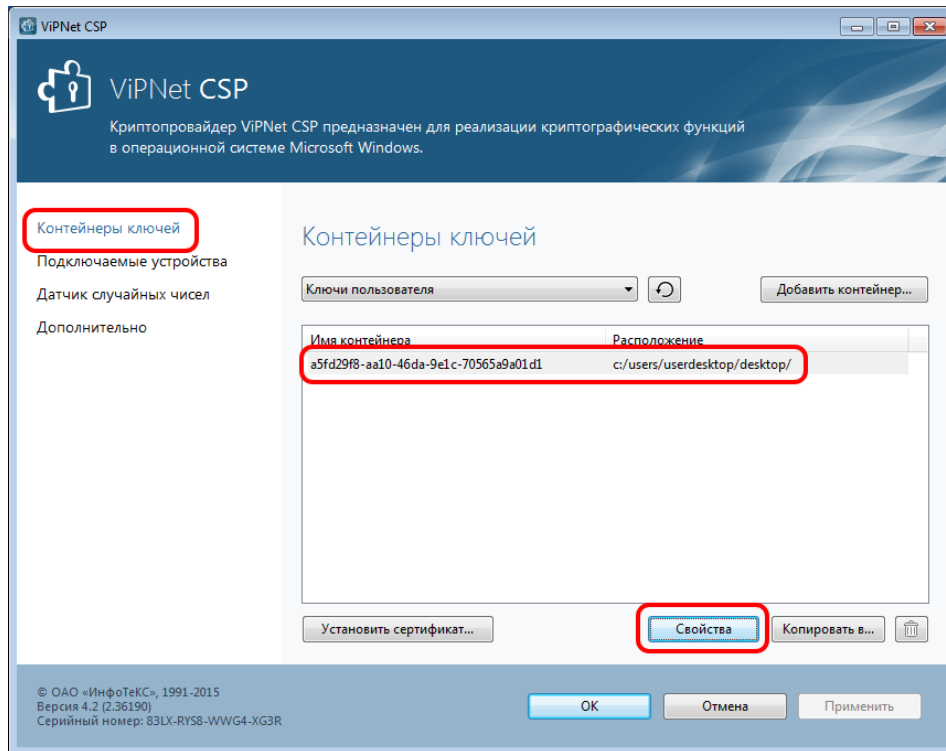 ViPNet CSP
ViPNet CSP
Криптопровайдер ViPNet CSP предназначен для реализации криптографических функций
в операционной системе Microsoft Windows.
Контейнеры ключей
Подключаемые устройства
Датчик случайных чисел
Дополнительно
Контейнеры ключей
Ключи пользователя
Добавить контейнер...
Имя контейнера Расположение
a5fd29f8-aa10-46da-9e1c-70565a9a01d1 c:/users/userdesktop/desktop/
Установить сертификат... Свойства Копировать в...
© ОАО «ИнфоТеКС», 1991-2015
Версия 4.2 (2.36190)
Серийный номер: 83LX-RYS8-WWG4-XG3R
OK Отмена Применить